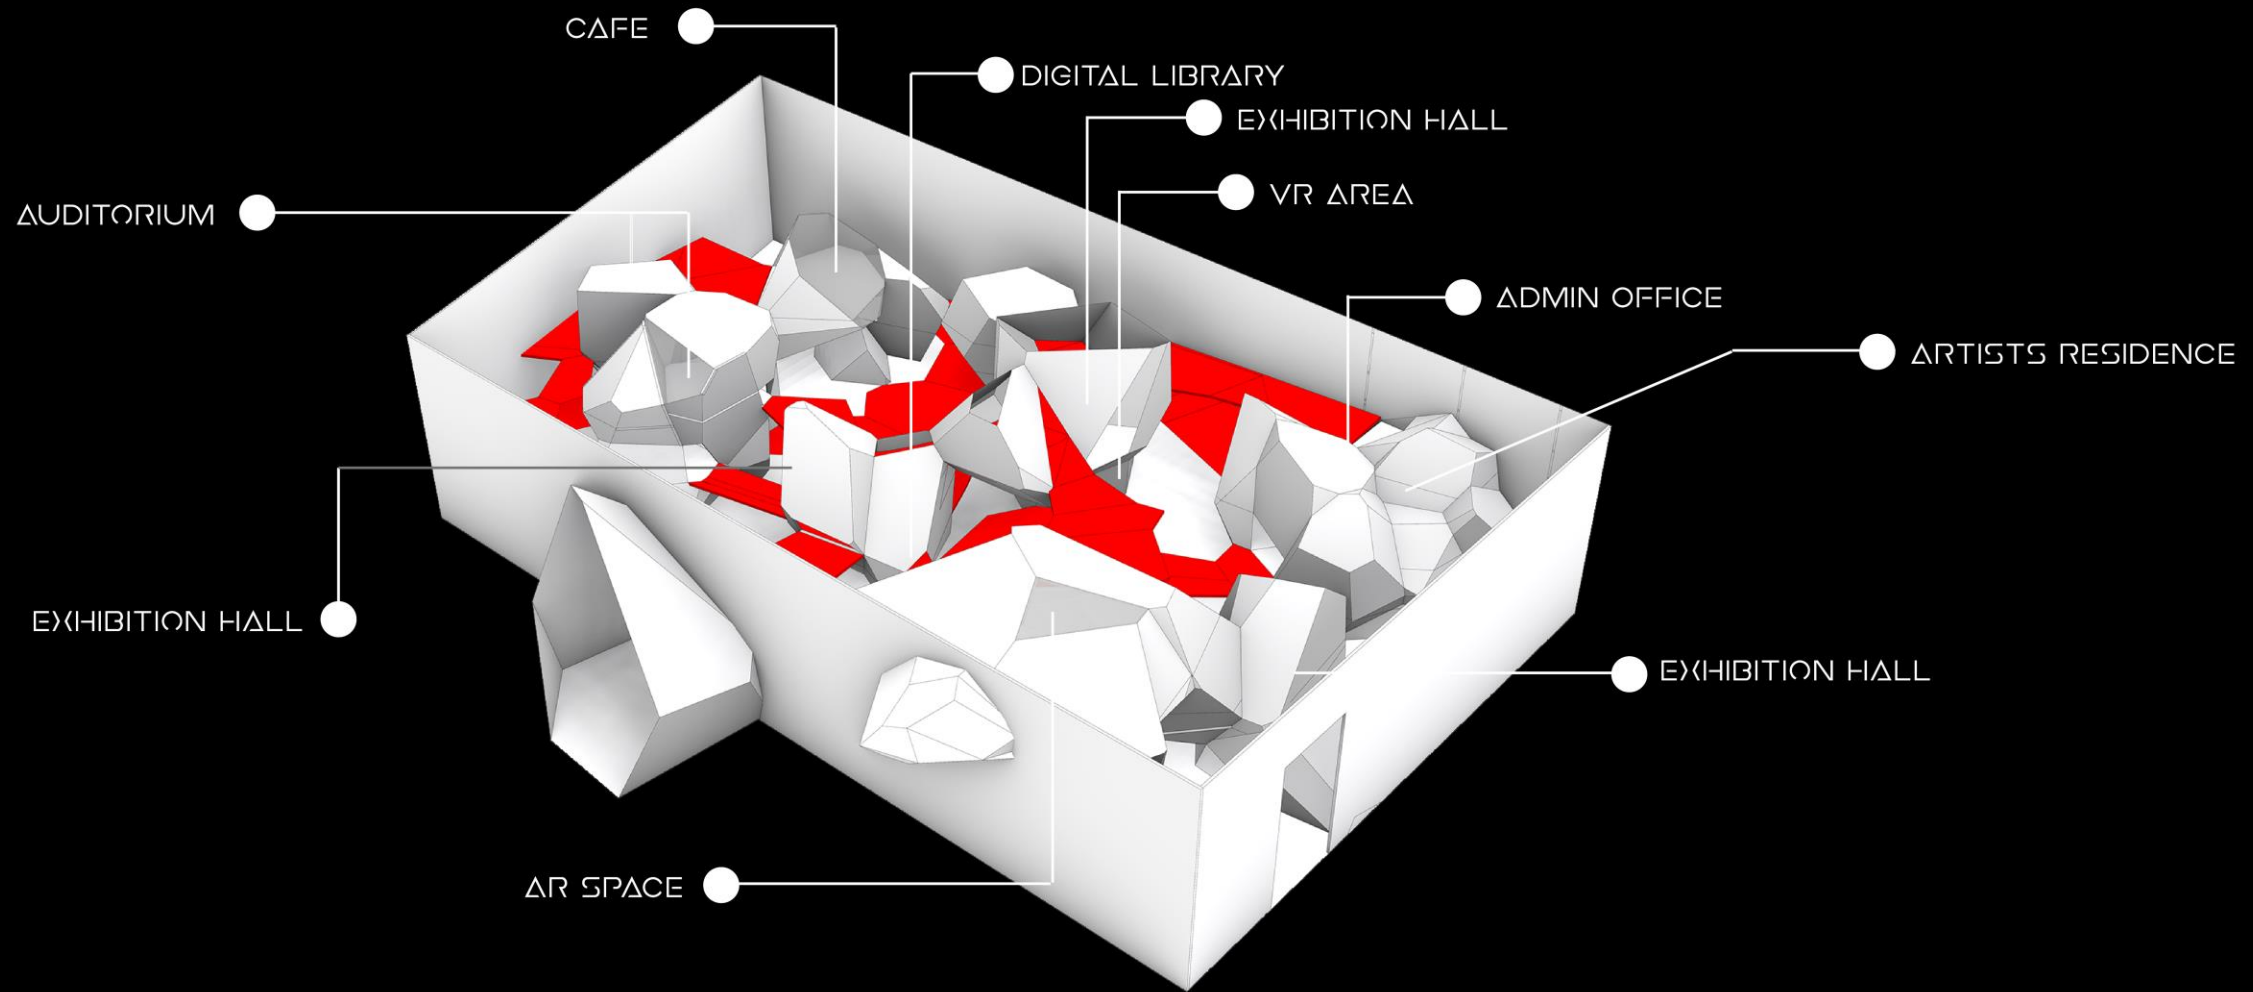 CAFE
DIGITAL LIBRARY
EXHIBITION HALL
VR AREA
AUDITORIUM
ADMIN OFFICE
ARTISTS RESIDENCE
EXHIBITION HALL
EXHIBITION HALL
AR SPACE